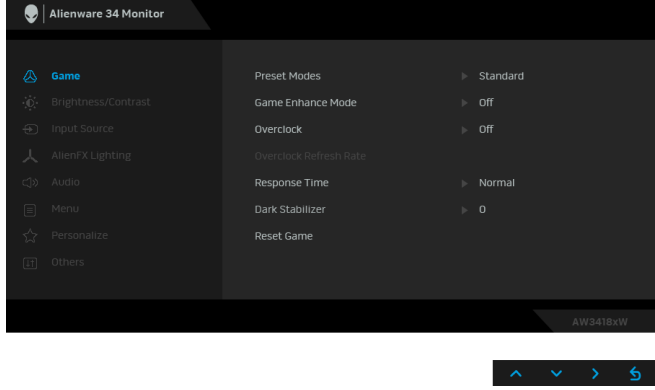 Alienware 34 Monitor
Game
Preset Modes Standard
Brightness/Contrast
Game Enhance Mode Off
Input Source
Overclock Off
AlienFX Lighting
Overclock Refresh Rate
Audio
Response Time Normal
Menu
Dark Stabilizer 0
Personalize
Reset Game
Others
AW3418xW